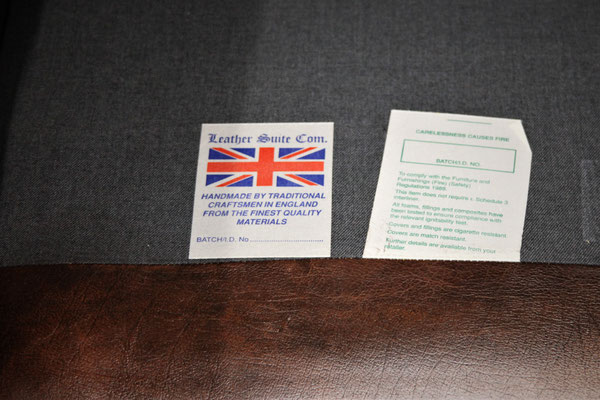 Leather Suite Com.
HANDMADE BY TRADITIONAL
CRAFTSMEN IN ENGLAND
FROM THE FINEST QUALITY
MATERIALS
BATCH/I.D. No..............................
CARELESSNESS CAUSES FIRE
BATCH/I.D. NO.
To comply with the Furniture and
Furnishings (Fire) (Safety)
Regulations 1988
This item does not require a Schedule 3
interliner.
All foams, fillings and composites have
been tested to ensure compliance with
the relevant ignitability test.
Covers and fillings are cigarette resistant.
Covers are match resistant.
Further details are available from your
retailer